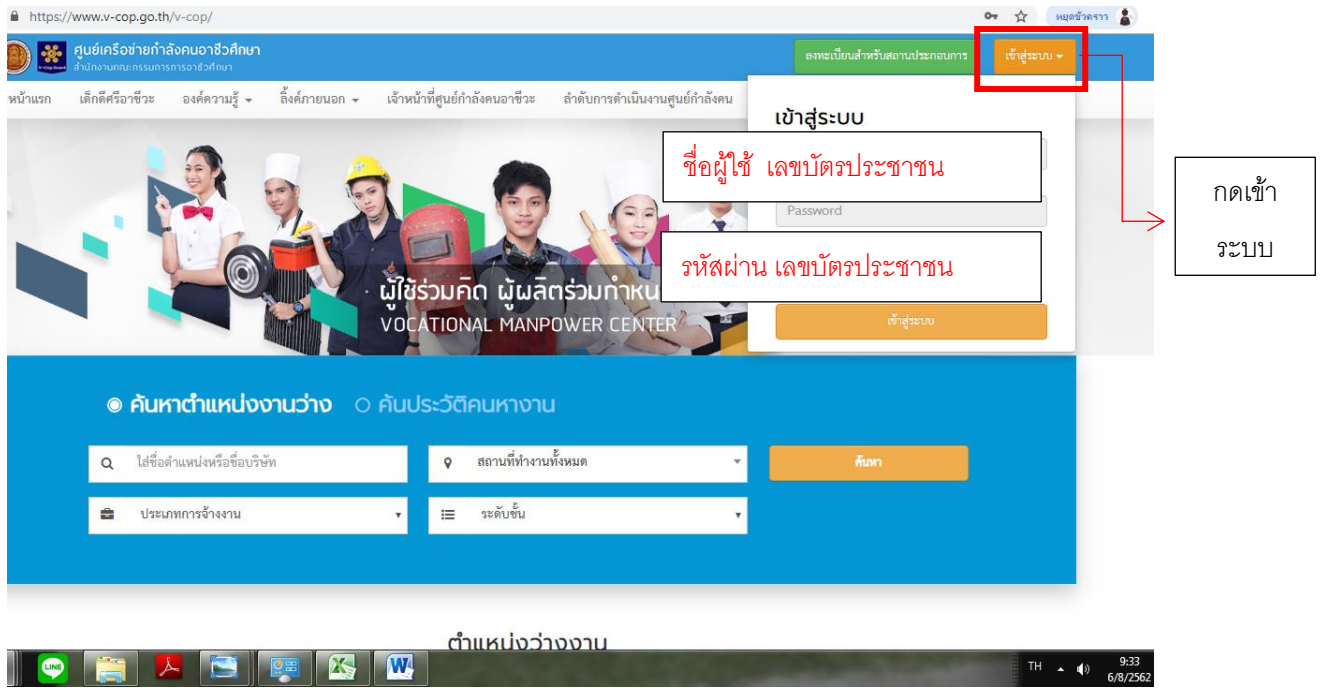 https://www.v-cop.go.th/v-cop/
หยุดชั่วคราว
ศูนย์เครือข่ายกำลังคนอาชีวศึกษา
สำนักงานคณะกรรมการการอาชีวศึกษา
ลงทะเบียนสำหรับสถานประกอบการ
เข้าสู่ระบบ
หน้าแรก เด็กดีศรีอาชีวะ องค์ความรู้ ลิ้งค์ภายนอก เจ้าหน้าที่ศูนย์กำลังคนอาชีวะ ลำดับการดำเนินงานศูนย์กำลังคน
เข้าสู่ระบบ
ชื่อผู้ใช้ เลขบัตรประชาชน
Password
รหัสผ่าน เลขบัตรประชาชน
เข้าสู่ระบบ
กดเข้า
ระบบ
ผู้ใช้ร่วมคิด ผู้ผลิตร่วมกำหน
VOCATIONAL MANPOWER CENTER
ค้นหาตำแหน่งงานว่าง ค้นประวัติคนหางาน
ใส่ชื่อตำแหน่งหรือชื่อบริษัท สถานที่ทำงานทั้งหมด ค้นหา
ประเภทการจ้างงาน ระดับชั้น
ตำแหน่งว่างงาน
LINE
TH 9:33
6/8/2562